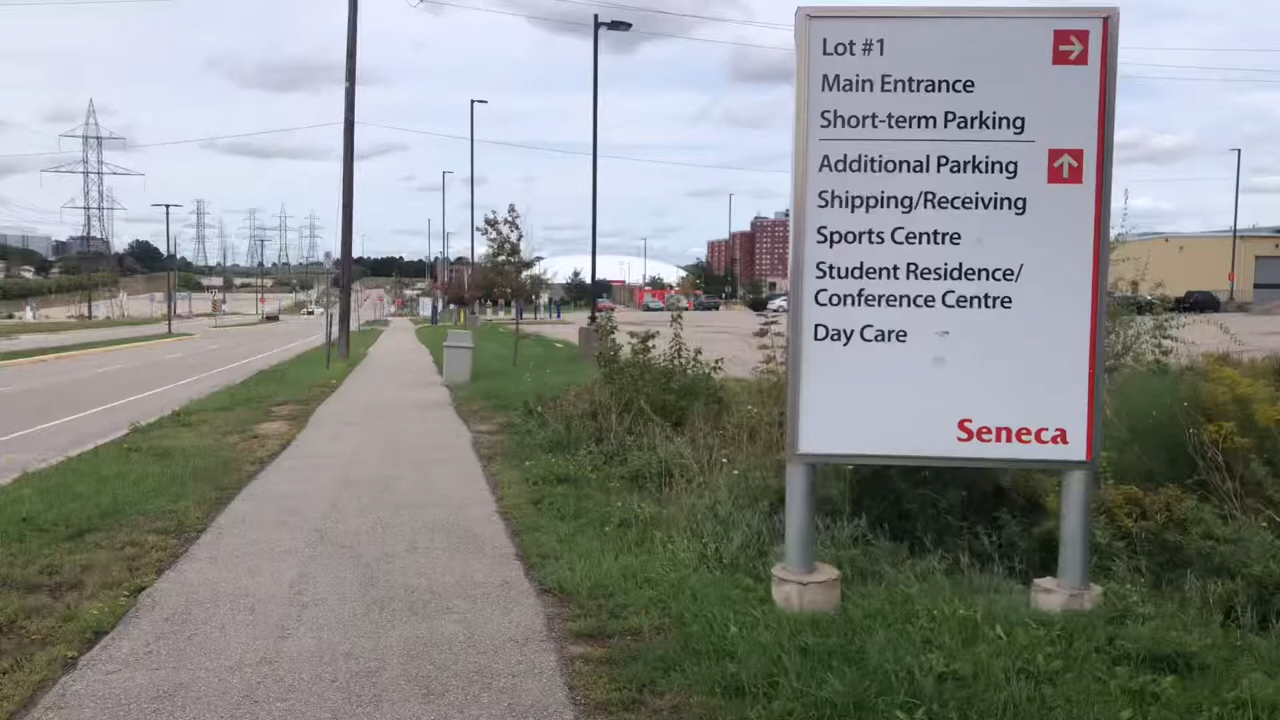 Lot #1
Main Entrance
Short-term Parking
Additional Parking
Shipping/Receiving
Sports Centre
Student Residence/
Conference Centre
Day Care
Seneca